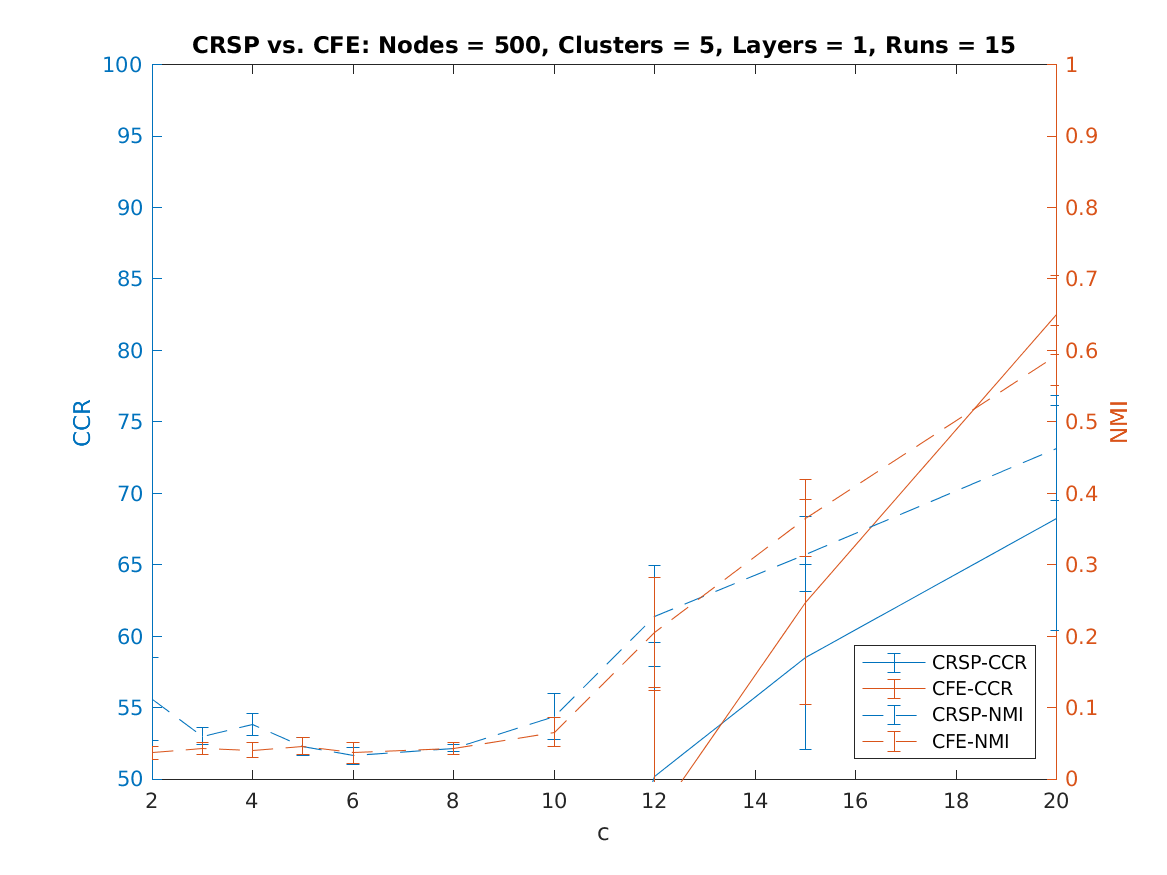 CRSP vs. CFE: Nodes = 500, Clusters = 5, Layers = 1, Runs = 15
100
95
90
85
80
75
70
65
60
55
50
CCR
1
0.9
0.8
0.7
0.6
0.5
0.4
0.3
0.2
0.1
0
NMI
CRSP-CCR
CFE-CCR
CRSP-NMI
CFE-NMI
2 4 6 8 10 12 14 16 18 20
c